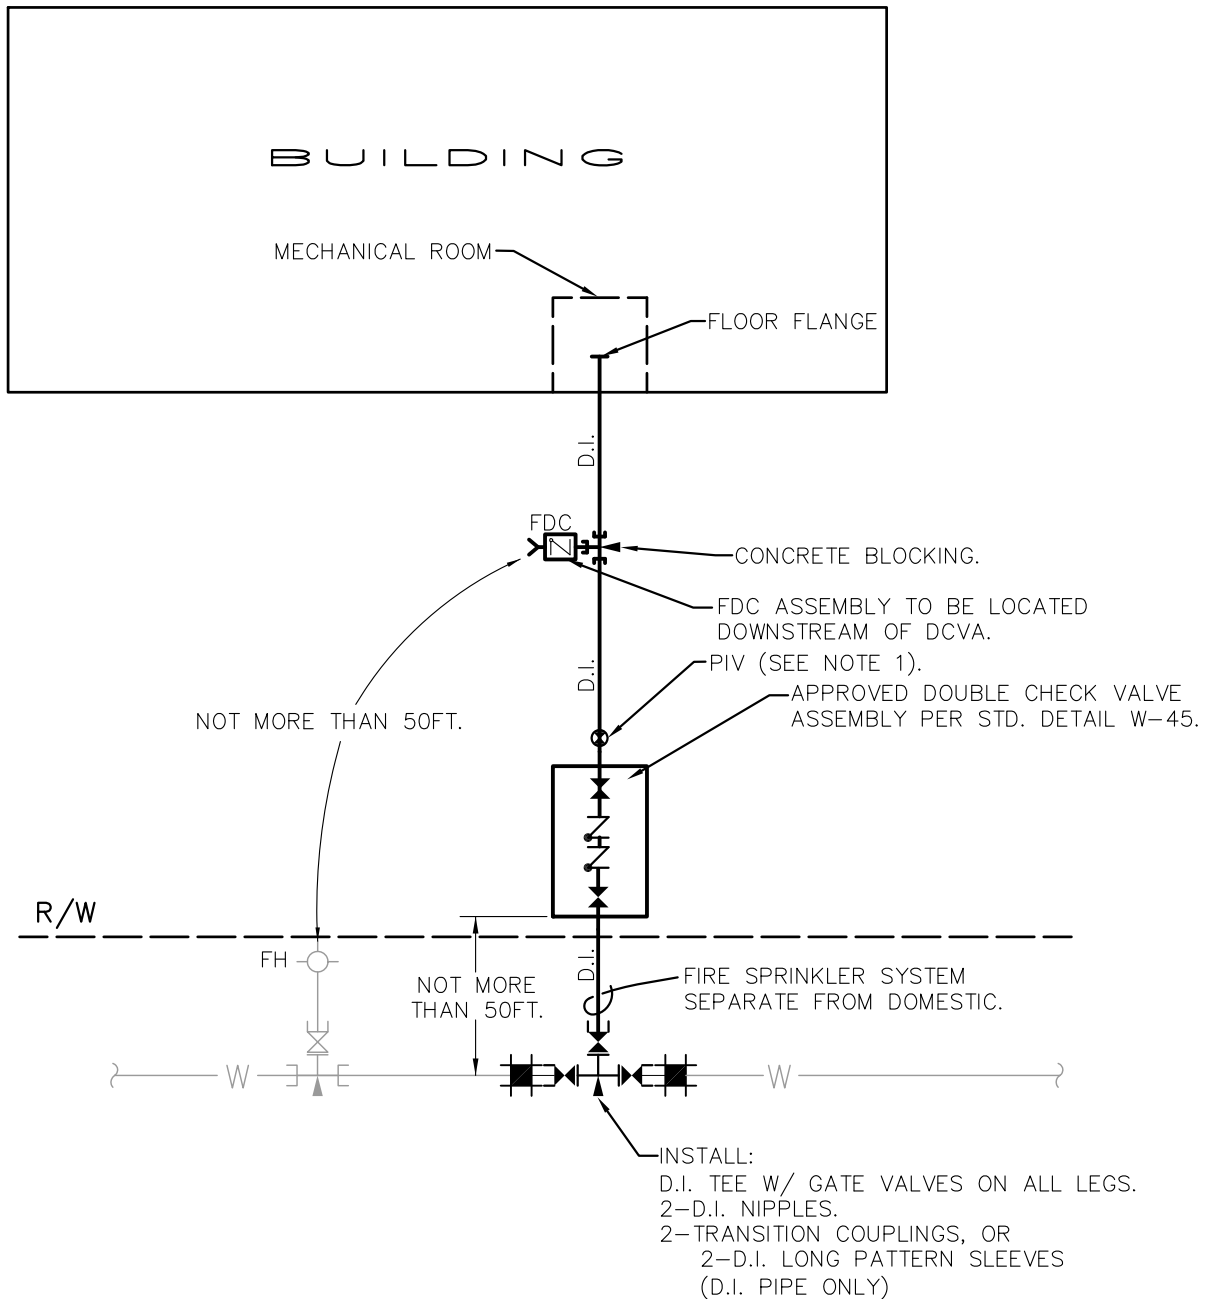 BUILDING
MECHANICAL ROOM
FLOOR FLANGE
D.I.
FDC
CONCRETE BLOCKING.
FDC ASSEMBLY TO BE LOCATED
DOWNSTREAM OF DCVA.
D.I.
PIV (SEE NOTE 1).
APPROVED DOUBLE CHECK VALVE
ASSEMBLY PER STD. DETAIL W-45.
NOT MORE THAN 50FT.
R/W
FH
D.I.
NOT MORE
THAN 50FT.
FIRE SPRINKLER SYSTEM
SEPARATE FROM DOMESTIC.
W
W
INSTALL:
D.I. TEE W/ GATE VALVES ON ALL LEGS.
2-D.I. NIPPLES.
2-TRANSITION COUPLINGS, OR
2-D.I. LONG PATTERN SLEEVES
(D.I. PIPE ONLY)